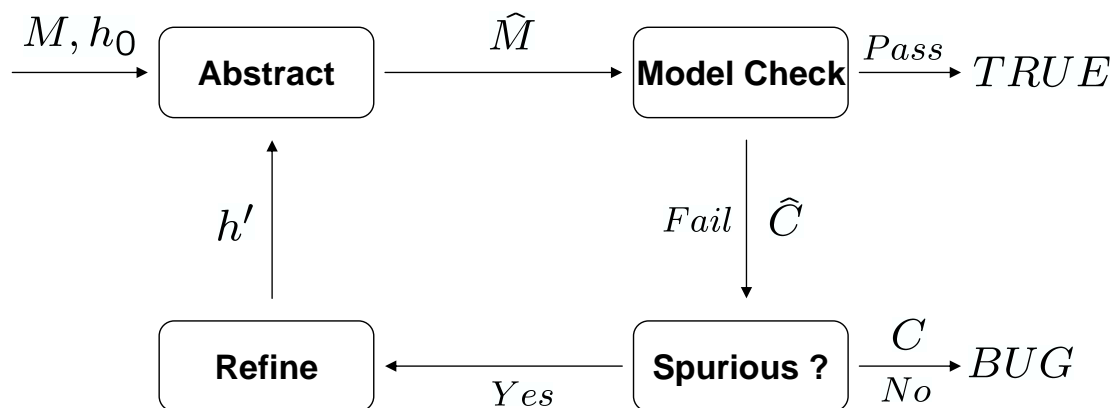 M, h₀
Abstract
M̂
Model Check
Pass
TRUE
h′
Fail
Ĉ
Refine
Yes
Spurious ?
C
No
BUG